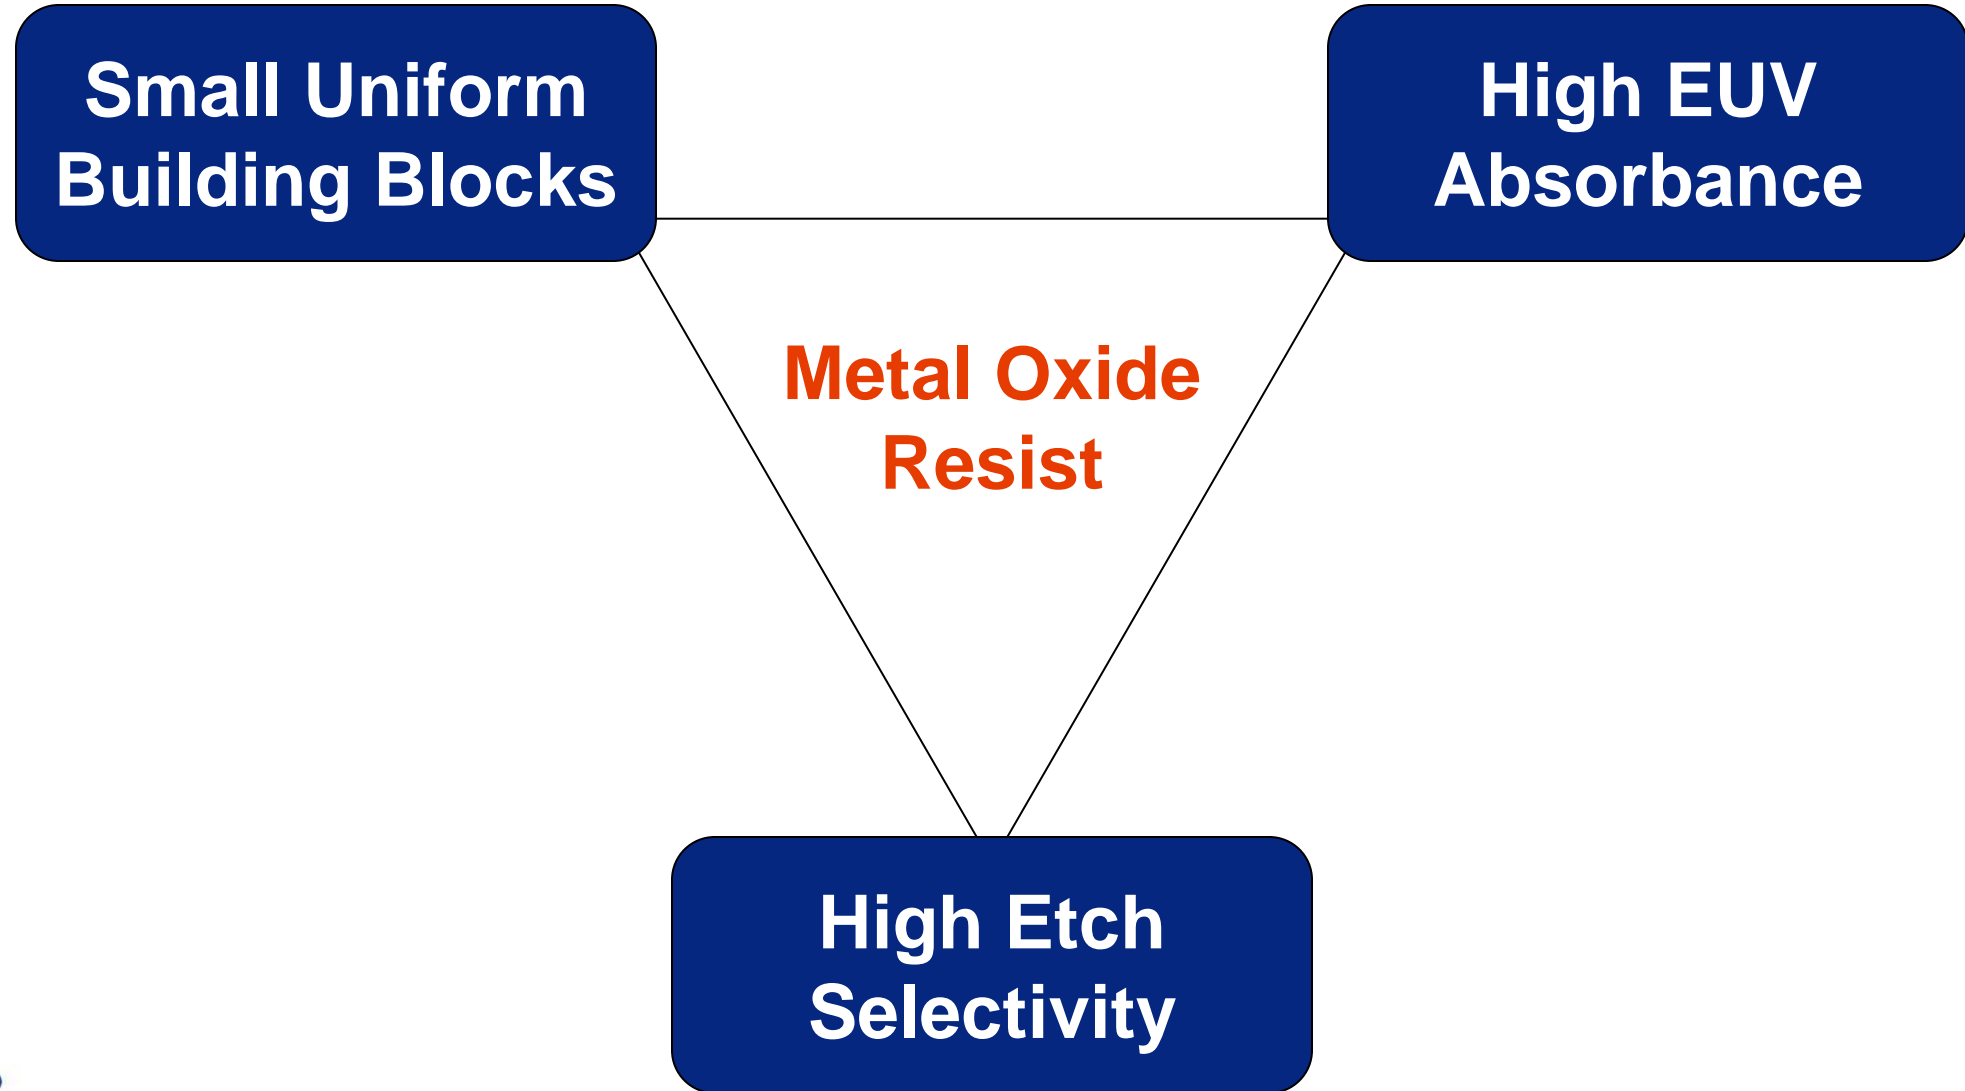 Small Uniform
Building Blocks
High EUV
Absorbance
Metal Oxide
Resist
High Etch
Selectivity